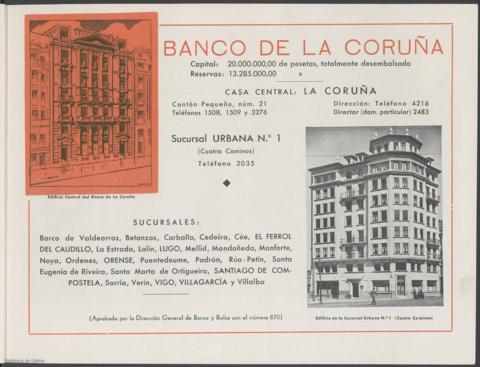 BANCO DE LA CORUÑA
Capital: 20.000.000,00 de pesetas, totalmente desembolsado
Reservas: 13.285.000,00 »
CASA CENTRAL: LA CORUÑA
Cantón Pequeño, núm. 21
Teléfonos 1508, 1509 y 3276
Dirección: Teléfono 4216
Director (dom. particular) 2483
Sucursal URBANA N.º 1
(Cuatro Caminos)
Teléfono 2035
Edificio Central del Banco de La Coruña
SUCURSALES:
Barco de Valdeorras, Betanzos, Carballo, Cedeira, Cée, EL FERROL
DEL CAUDILLO, La Estrada, Lalín, LUGO, Mellid, Mondoñedo, Monforte,
Noya, Ordenes, ORENSE, Puentedeume, Padrón, Rúa-Petín, Santa
Eugenia de Riveira, Santa Marta de Ortigueira, SANTIAGO DE COM-
POSTELA, Sarria, Verín, VIGO, VILLAGARCÍA y Villalba
(Aprobado por la Dirección General de Banca y Bolsa con el número 870)
Edificio de la Sucursal Urbana N.º 1 (Cuatro Caminos)
Biblioteca de Galicia